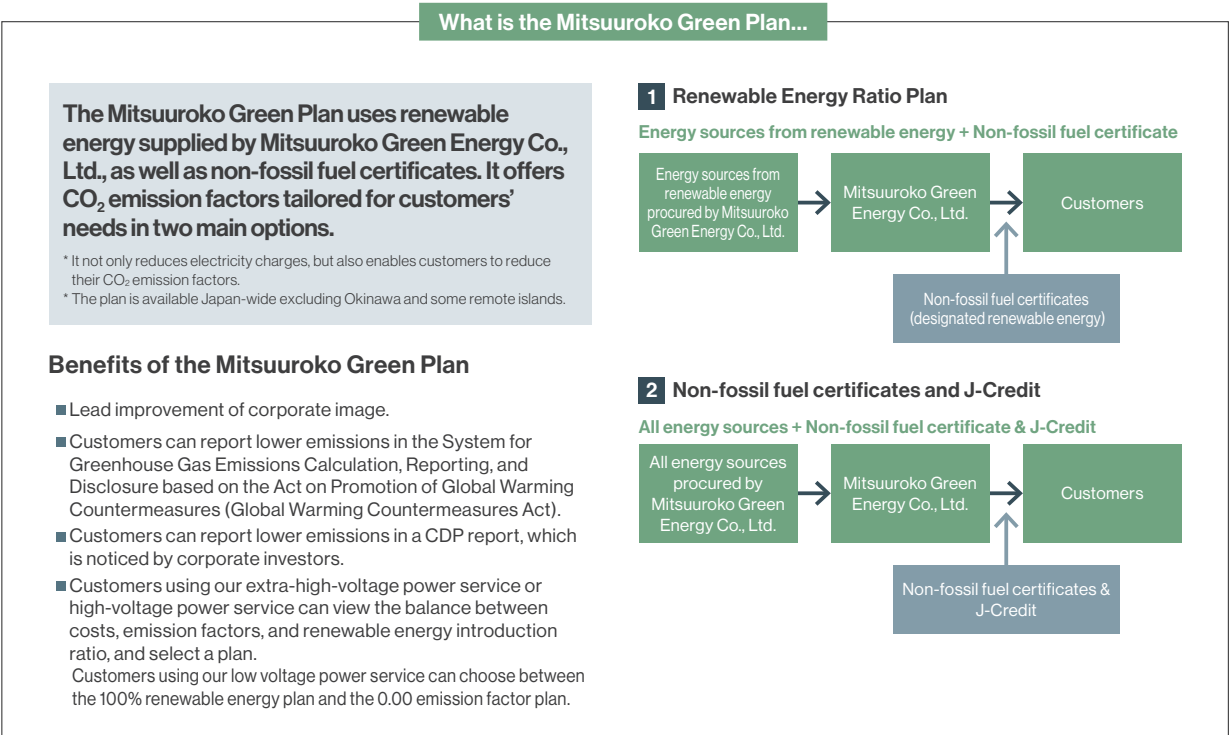 What is the Mitsuuroko Green Plan...
The Mitsuuroko Green Plan uses renewable
energy supplied by Mitsuuroko Green Energy Co.,
Ltd., as well as non-fossil fuel certificates. It offers
CO₂ emission factors tailored for customers'
needs in two main options.
* It not only reduces electricity charges, but also enables customers to reduce
their CO₂ emission factors.
* The plan is available Japan-wide excluding Okinawa and some remote islands.
Benefits of the Mitsuuroko Green Plan
■ Lead improvement of corporate image.
■ Customers can report lower emissions in the System for
Greenhouse Gas Emissions Calculation, Reporting, and
Disclosure based on the Act on Promotion of Global Warming
Countermeasures (Global Warming Countermeasures Act).
■ Customers can report lower emissions in a CDP report, which
is noticed by corporate investors.
■ Customers using our extra-high-voltage power service or
high-voltage power service can view the balance between
costs, emission factors, and renewable energy introduction
ratio, and select a plan.
Customers using our low voltage power service can choose between
the 100% renewable energy plan and the 0.00 emission factor plan.
1 Renewable Energy Ratio Plan
Energy sources from renewable energy + Non-fossil fuel certificate
Energy sources from
renewable energy
procured by Mitsuuroko
Green Energy Co., Ltd.
Mitsuuroko Green
Energy Co., Ltd.
Customers
Non-fossil fuel certificates
(designated renewable energy)
2 Non-fossil fuel certificates and J-Credit
All energy sources + Non-fossil fuel certificate & J-Credit
All energy sources
procured by
Mitsuuroko Green
Energy Co., Ltd.
Mitsuuroko Green
Energy Co., Ltd.
Customers
Non-fossil fuel certificates &
J-Credit